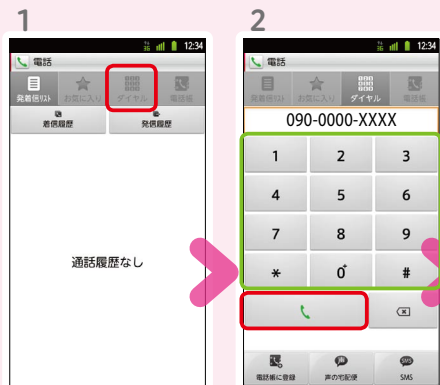 1
3G 12:34
電話
発着信リスト お気に入り ダイヤル 電話帳
着信履歴 発信履歴
通話履歴なし
2
3G 12:34
電話
発着信リスト お気に入り ダイヤル 電話帳
090-0000-XXXX
1 2 3
4 5 6
7 8 9
* 0+ #
電話帳に登録 声の宅配便 SMS